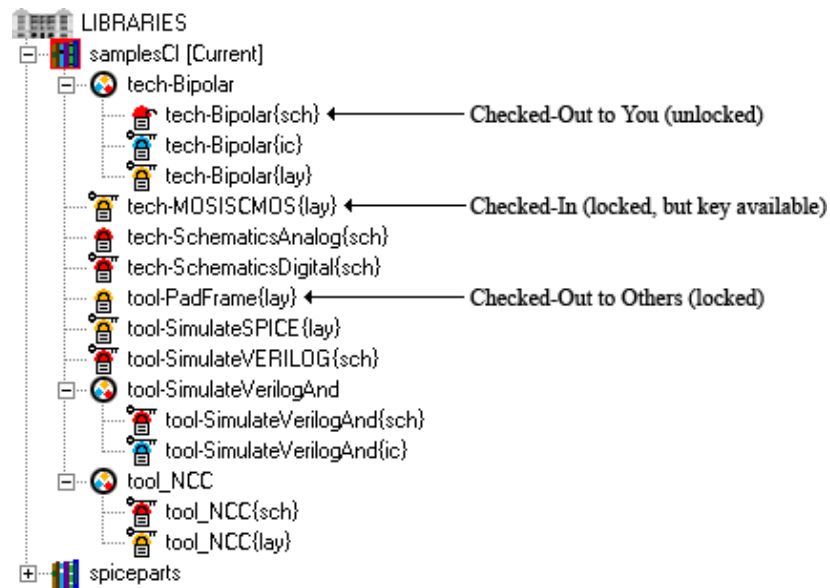 LIBRARIES
samplesCI [Current]
tech-Bipolar
tech-Bipolar{sch} Checked-Out to You (unlocked)
tech-Bipolar{ic}
tech-Bipolar{lay}
tech-MOSISCMOS{lay} Checked-In (locked, but key available)
tech-SchematicsAnalog{sch}
tech-SchematicsDigital{sch}
tool-PadFrame{lay} Checked-Out to Others (locked)
tool-SimulateSPICE{lay}
tool-SimulateVERILOG{sch}
tool-SimulateVerilogAnd
tool-SimulateVerilogAnd{sch}
tool-SimulateVerilogAnd{ic}
tool_NCC
tool_NCC{sch}
tool_NCC{lay}
spiceparts